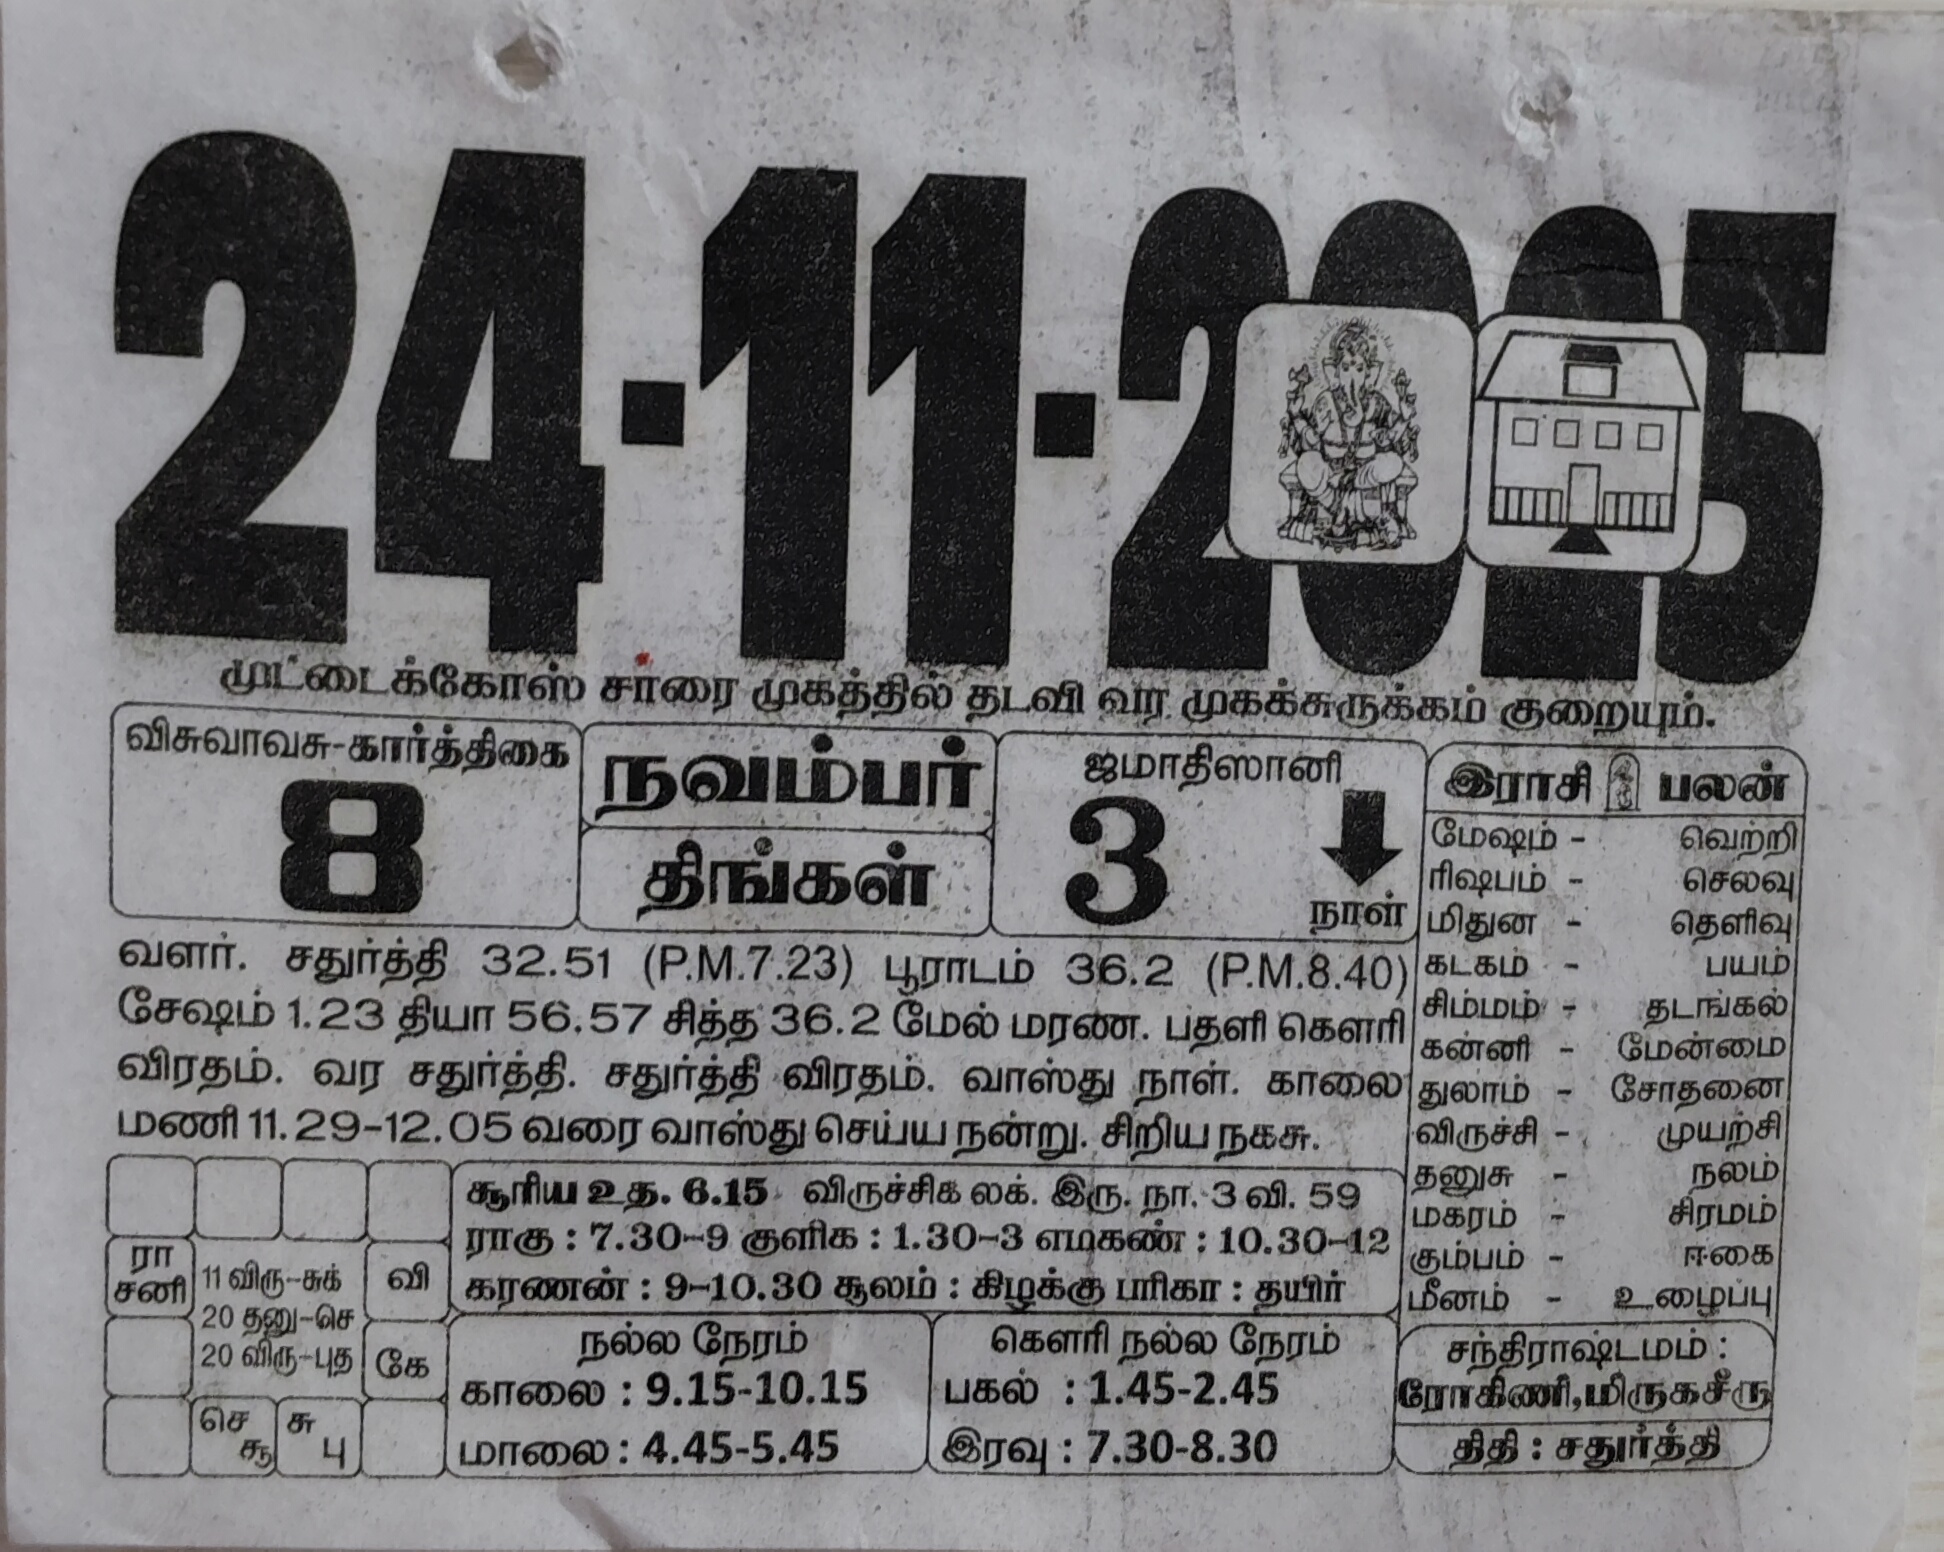 24-11-2025
முட்டைக்கோஸ் சாரை முகத்தில் தடவி வர முகக்சுருக்கம் குறையும்.
விசுவாவசு-கார்த்திகை
8
நவம்பர்
திங்கள்
ஜமாதிஸானி
3
நாள்
வளர். சதுர்த்தி 32.51 (P.M.7.23) பூராடம் 36.2 (P.M.8.40)
சேஷம் 1.23 தியா 56.57 சித்த 36.2 மேல் மரண. பதளி கௌரி
விரதம். வர சதுர்த்தி. சதுர்த்தி விரதம். வாஸ்து நாள். காலை
மணி 11.29-12.05 வரை வாஸ்து செய்ய நன்று. சிறிய நகசு.
இராசி பலன்
மேஷம் - வெற்றி
ரிஷபம் - செலவு
மிதுன - தெளிவு
கடகம் - பயம்
சிம்மம் - தடங்கல்
கன்னி - மேன்மை
துலாம் - சோதனை
விருச்சி - முயற்சி
தனுசு - நலம்
மகரம் - சிரமம்
கும்பம் - ஈகை
மீனம் - உழைப்பு
ரா
சனி
11 விரு-சுக்
20 தனு-செ
20 விரு-புத
வி
கே
செ
சூ
சு
பு
சூரிய உத. 6.15 விருச்சிக லக். இரு. நா. 3 வி. 59
ராகு : 7.30-9 குளிக : 1.30-3 எமகண் : 10.30-12
கரணன் : 9-10.30 சூலம் : கிழக்கு பரிகா : தயிர்
நல்ல நேரம்
காலை : 9.15-10.15
மாலை : 4.45-5.45
கௌரி நல்ல நேரம்
பகல் : 1.45-2.45
இரவு : 7.30-8.30
சந்திராஷ்டமம் :
ரோகிணி,மிருகசீரு
திதி : சதுர்த்தி